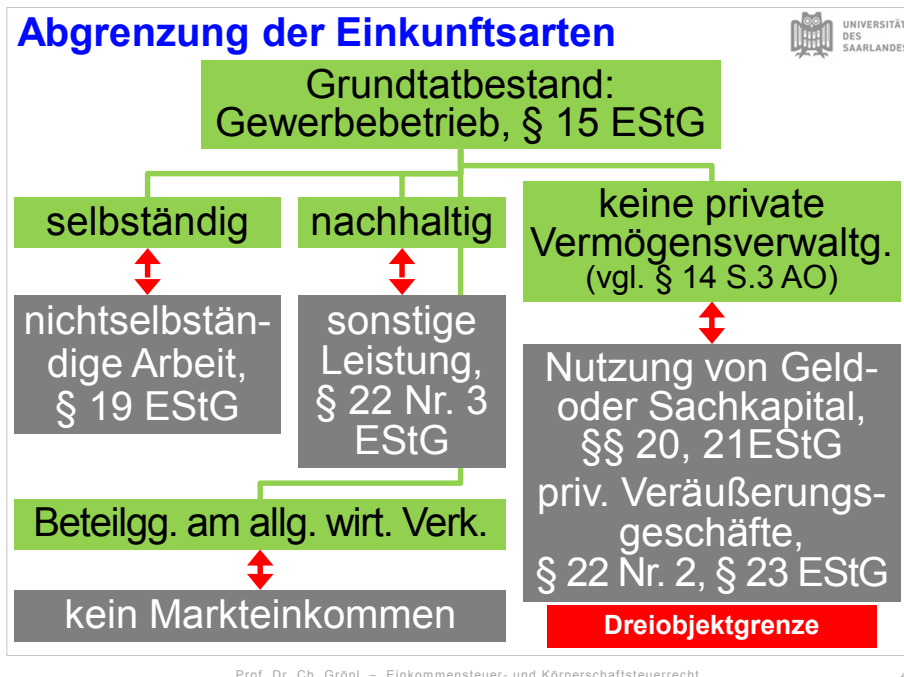 Abgrenzung der Einkunftsarten
UNIVERSITÄT
DES
SAARLANDES
Grundtatbestand:
Gewerbebetrieb, § 15 EStG
selbständig
nachhaltig
keine private
Vermögensverwaltg.
(vgl. § 14 S.3 AO)
nichtselbstän-
dige Arbeit,
§ 19 EStG
sonstige
Leistung,
§ 22 Nr. 3
EStG
Nutzung von Geld-
oder Sachkapital,
§§ 20, 21EStG
priv. Veräußerungs-
geschäfte,
§ 22 Nr. 2, § 23 EStG
Beteilgg. am allg. wirt. Verk.
kein Markteinkommen
Dreiobjektgrenze
Prof. Dr. Ch. Gröpl – Einkommensteuer- und Körperschaftsteuerrecht
4